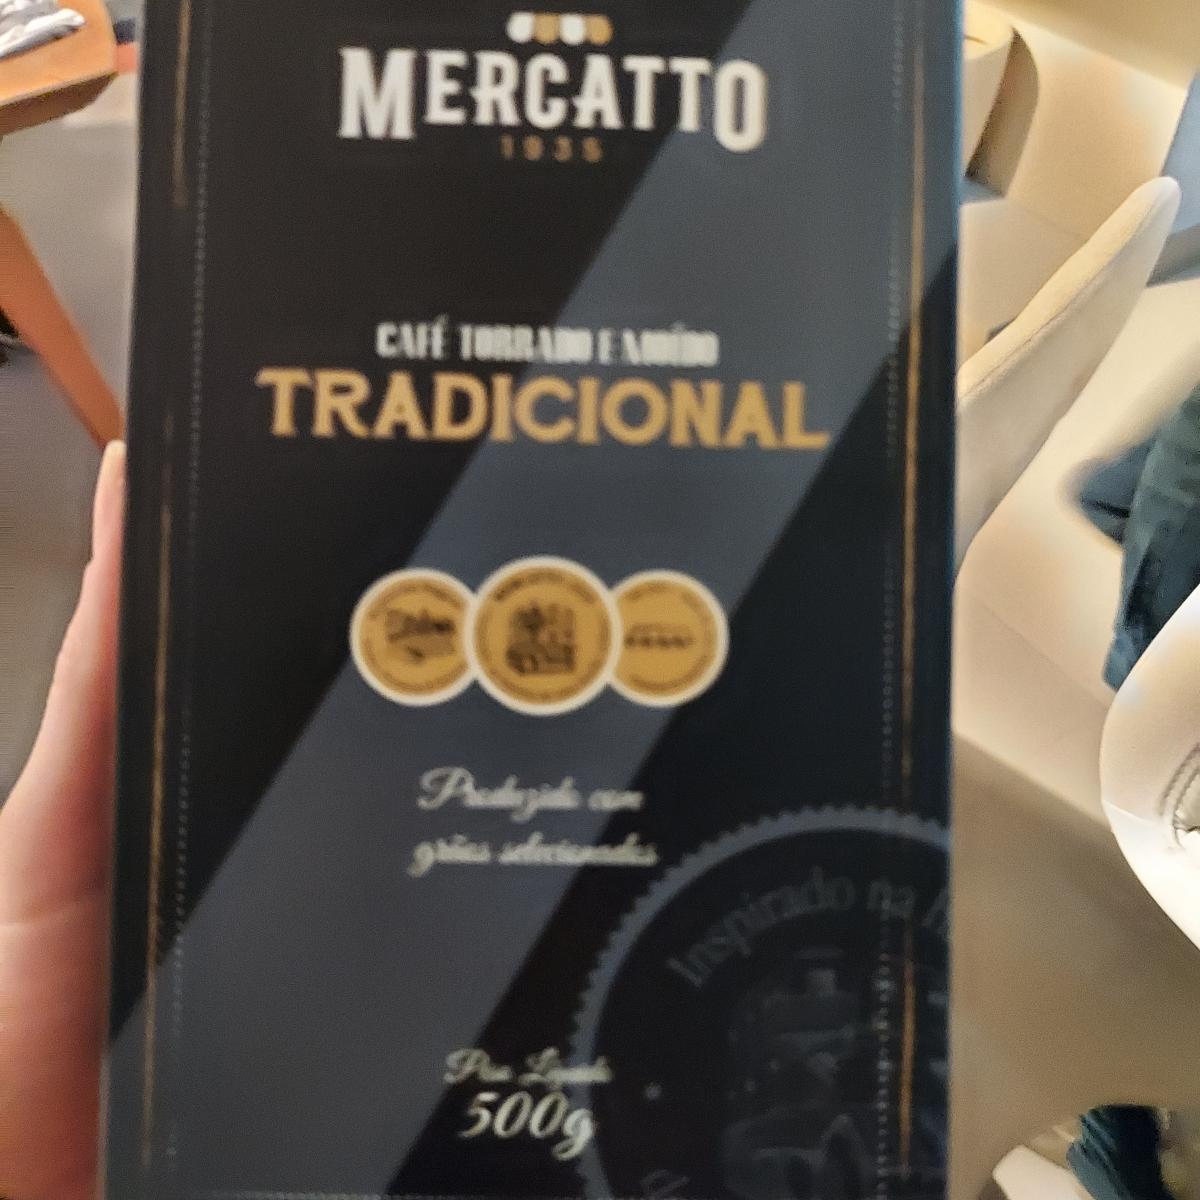 MERCATTO
1935
CAFÉ TORRADO E MOÍDO
TRADICIONAL
Produzido com
grãos selecionados
Inspirado na
Peso Líquido
500g